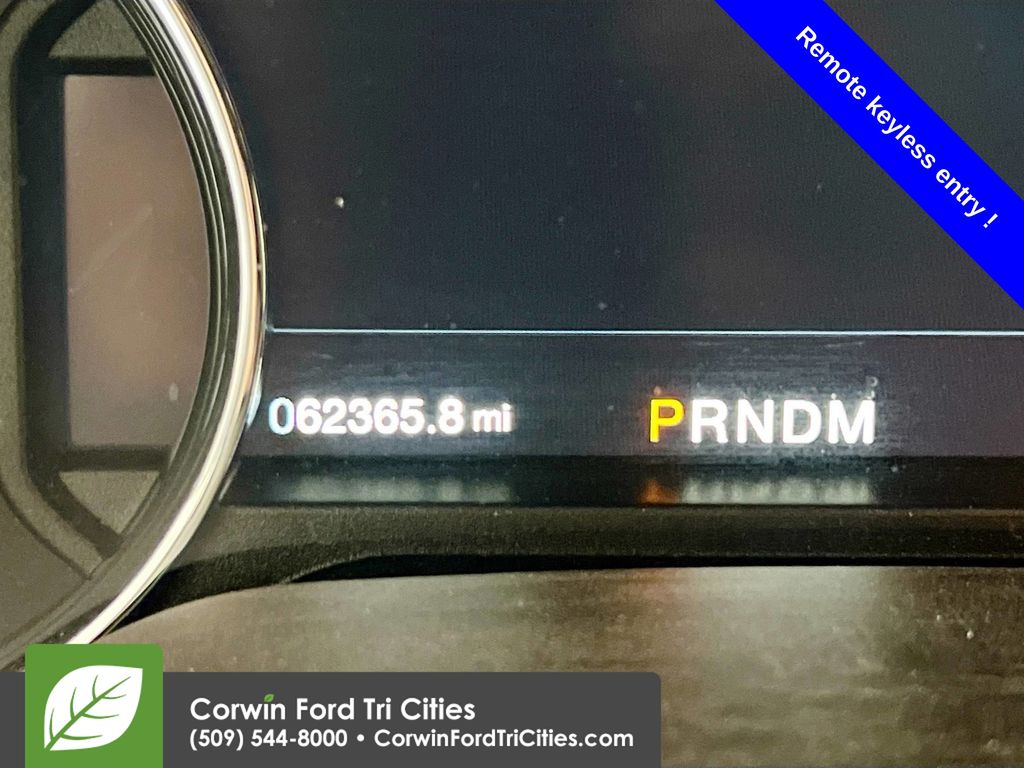 Remote keyless entry !
062365.8 mi
PRNDM
Corwin Ford Tri Cities
(509) 544-8000 • CorwinFordTriCities.com